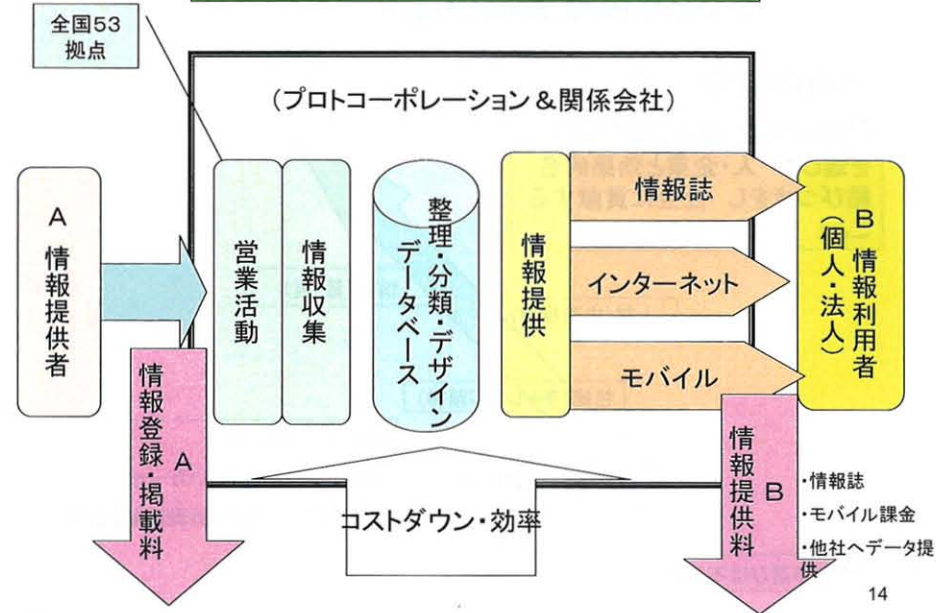 全国53
拠点
（プロトコーポレーション＆関係会社）
A 情報提供者
営業活動
情報収集
整理・分類・デザイン
データベース
情報提供
情報誌
インターネット
モバイル
B 情報利用者
（個人・法人）
A
情報登録・掲載料
コストダウン・効率
B
情報提供料
・情報誌
・モバイル課金
・他社へデータ提
供
14